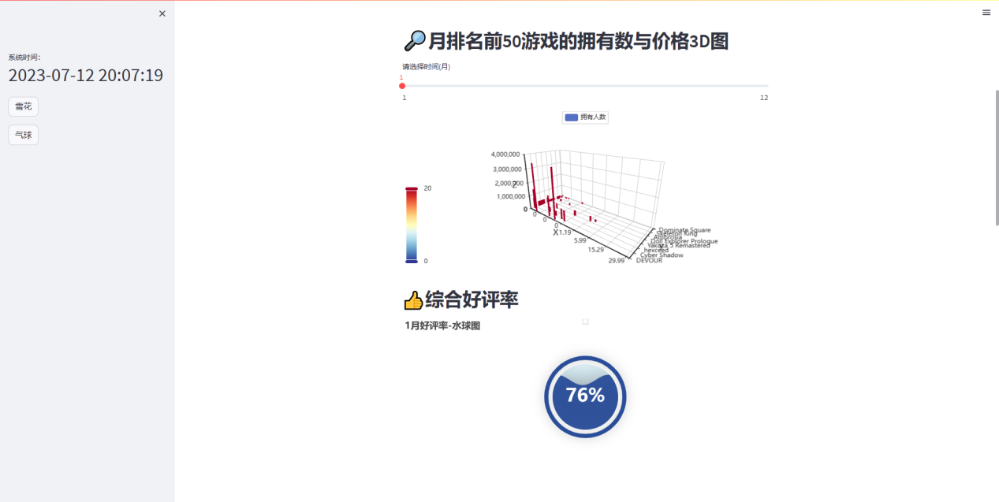 系统时间:
2023-07-12 20:07:19
雪花
气球
月排名前50游戏的拥有数与价格3D图
请选择时间(月)
1
1
12
拥有人数
4,000,000
3,000,000
2,000,000
1,000,000
0
Z
20
0
0
0
0
X
1.19
5.99
15.29
29.99
Dominate Square
Skeleton King
Ambrosia
Doll Explorer Prologue
Y
Yakuza 5 Remastered
hexceed
Cyber Shadow
DEVOUR
综合好评率
1月好评率-水球图
76%